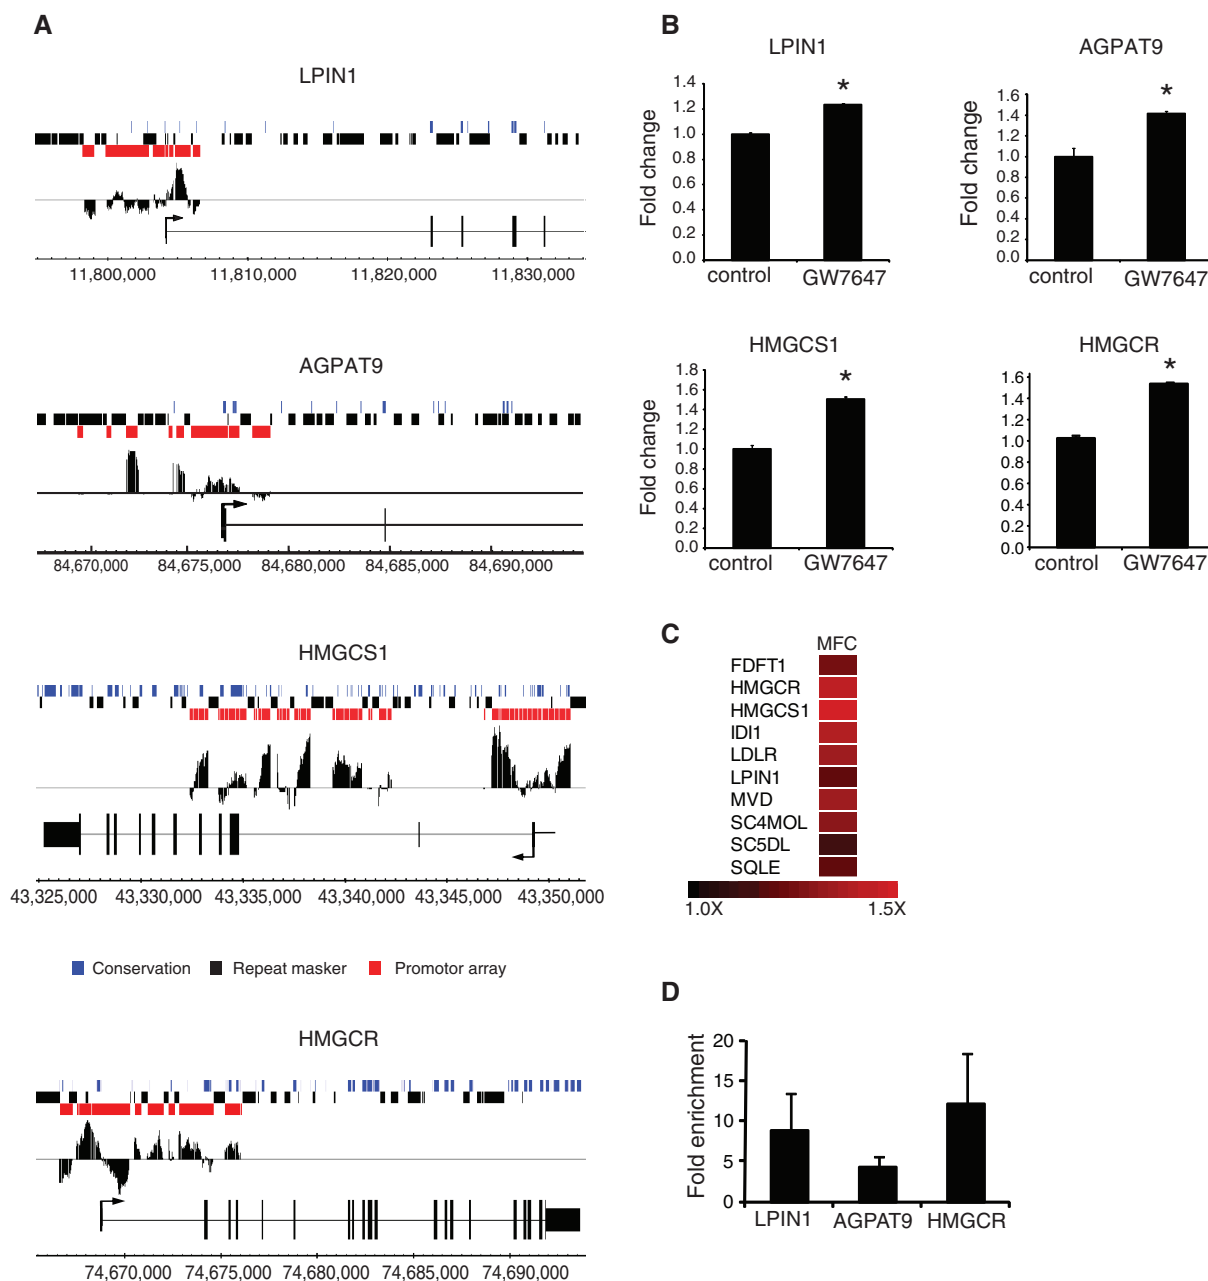 A
LPIN1
11,800,000 11,810,000 11,820,000 11,830,000
AGPAT9
84,670,000 84,675,000 84,680,000 84,685,000 84,690,000
HMGCS1
43,325,000 43,330,000 43,335,000 43,340,000 43,345,000 43,350,000
Conservation Repeat masker Promotor array
HMGCR
74,670,000 74,675,000 74,680,000 74,685,000 74,690,000
B
LPIN1
Fold change
1.4
1.2
1.0
0.8
0.6
0.4
0.2
0.0
*
control GW7647
AGPAT9
Fold change
1.6
1.4
1.2
1.0
0.8
0.6
0.4
0.2
0.0
*
control GW7647
HMGCS1
Fold change
1.8
1.6
1.4
1.2
1.0
0.8
0.6
0.4
0.2
0.0
*
control GW7647
HMGCR
1.6
1.4
1.2
1.0
0.8
0.6
0.4
0.2
0.0
*
control GW7647
C
MFC
FDFT1
HMGCR
HMGCS1
IDI1
LDLR
LPIN1
MVD
SC4MOL
SC5DL
SQLE
1.0X 1.5X
D
Fold enrichment
20
15
10
5
0
LPIN1 AGPAT9 HMGCR